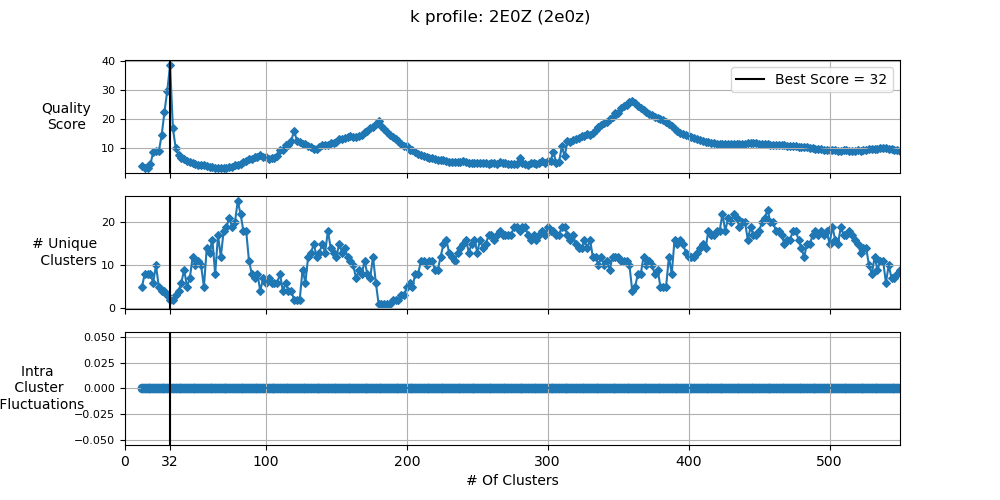 k profile: 2E0Z (2e0z)
40
30
20
10
Quality
Score
Best Score = 32
20
10
0
# Unique
Clusters
0.050
0.025
0.000
−0.025
−0.050
Intra
Cluster
Fluctuations
0 32 100 200 300 400 500
# Of Clusters